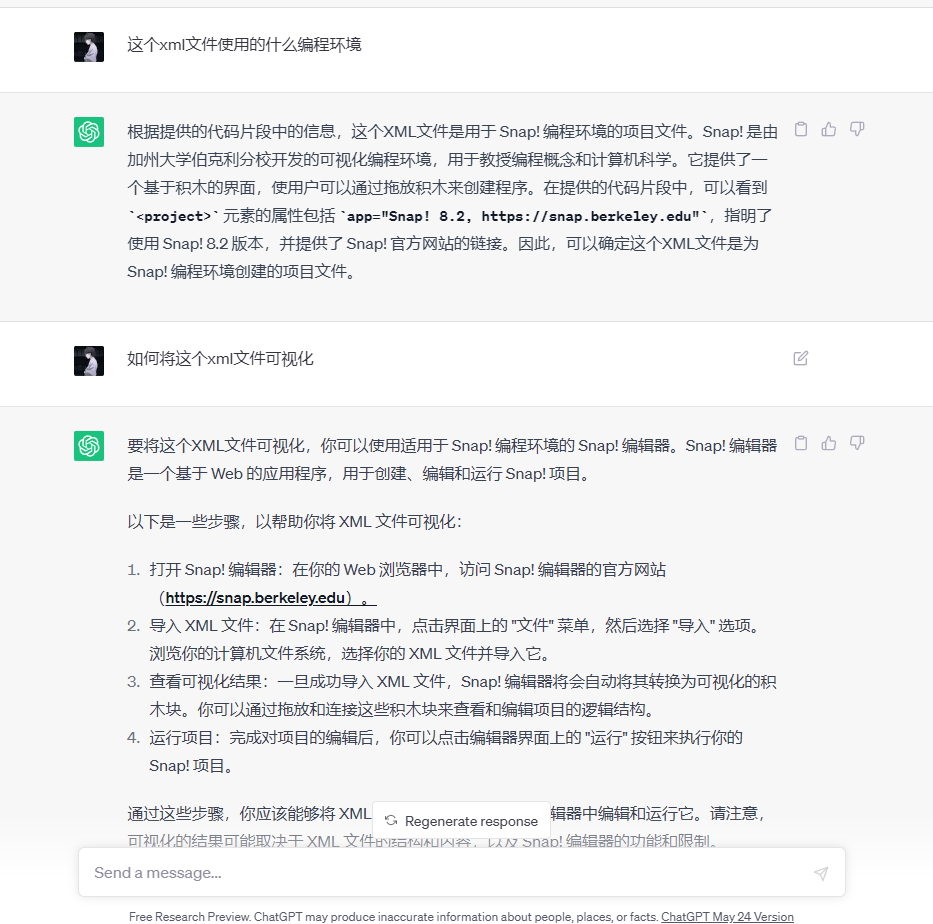 这个xml文件使用的什么编程环境
根据提供的代码片段中的信息，这个XML文件是用于 Snap! 编程环境的项目文件。Snap! 是由
加州大学伯克利分校开发的可视化编程环境，用于教授编程概念和计算机科学。它提供了一
个基于积木的界面，使用户可以通过拖放积木来创建程序。在提供的代码片段中，可以看到
`<project>` 元素的属性包括 `app="Snap! 8.2, https://snap.berkeley.edu"`，指明了
使用 Snap! 8.2 版本，并提供了 Snap! 官方网站的链接。因此，可以确定这个XML文件是为
Snap! 编程环境创建的项目文件。
如何将这个xml文件可视化
要将这个XML文件可视化，你可以使用适用于 Snap! 编程环境的 Snap! 编辑器。Snap! 编辑器
是一个基于 Web 的应用程序，用于创建、编辑和运行 Snap! 项目。
以下是一些步骤，以帮助你将 XML 文件可视化：
1. 打开 Snap! 编辑器：在你的 Web 浏览器中，访问 Snap! 编辑器的官方网站
（https://snap.berkeley.edu）。
2. 导入 XML 文件：在 Snap! 编辑器中，点击界面上的 "文件" 菜单，然后选择 "导入" 选项。
浏览你的计算机文件系统，选择你的 XML 文件并导入它。
3. 查看可视化结果：一旦成功导入 XML 文件，Snap! 编辑器将会自动将其转换为可视化的积
木块。你可以通过拖放和连接这些积木块来查看和编辑项目的逻辑结构。
4. 运行项目：完成对项目的编辑后，你可以点击编辑器界面上的 "运行" 按钮来执行你的
Snap! 项目。
通过这些步骤，你应该能够将 XML
辑器中编辑和运行它。请注意，
Regenerate response
可视化的结果可能取决于 XML 文件的结构和内容，以及 Snap! 编辑器的功能和限制。
Send a message...
Free Research Preview. ChatGPT may produce inaccurate information about people, places, or facts. ChatGPT May 24 Version